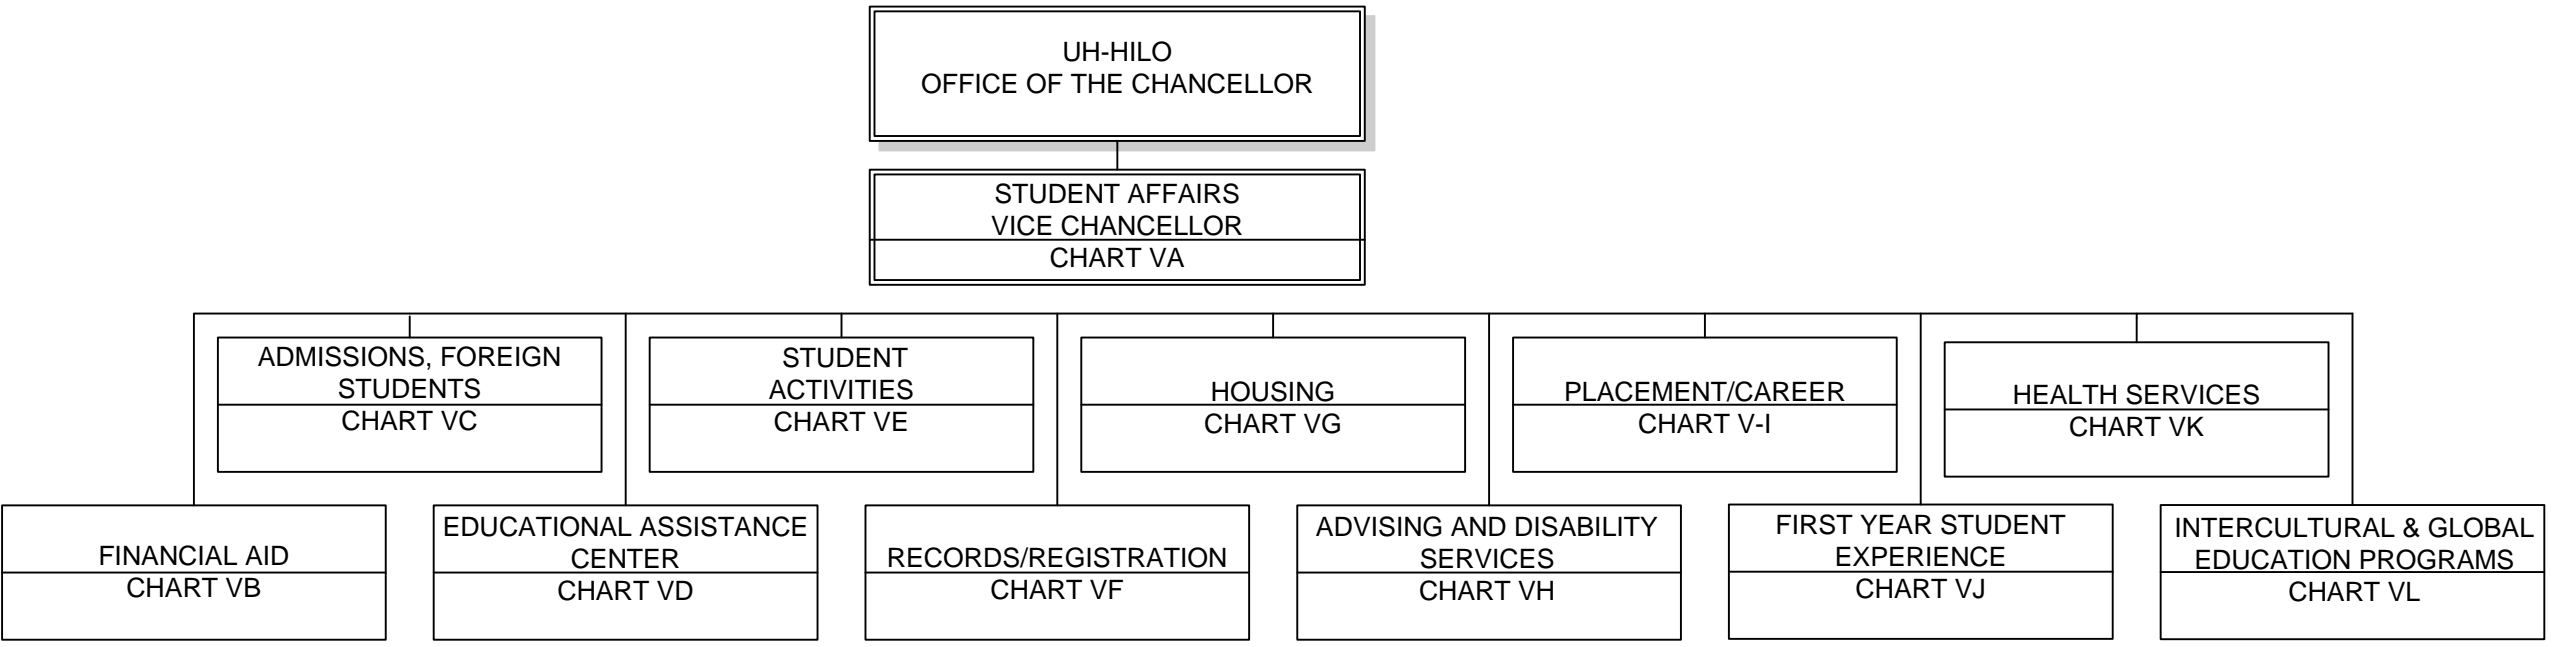 UH-HILO
OFFICE OF THE CHANCELLOR
STUDENT AFFAIRS
VICE CHANCELLOR
CHART VA
ADMISSIONS, FOREIGN
STUDENTS
CHART VC
STUDENT
ACTIVITIES
CHART VE
HOUSING
CHART VG
PLACEMENT/CAREER
CHART V-I
HEALTH SERVICES
CHART VK
FINANCIAL AID
CHART VB
EDUCATIONAL ASSISTANCE
CENTER
CHART VD
RECORDS/REGISTRATION
CHART VF
ADVISING AND DISABILITY
SERVICES
CHART VH
FIRST YEAR STUDENT
EXPERIENCE
CHART VJ
INTERCULTURAL & GLOBAL
EDUCATION PROGRAMS
CHART VL